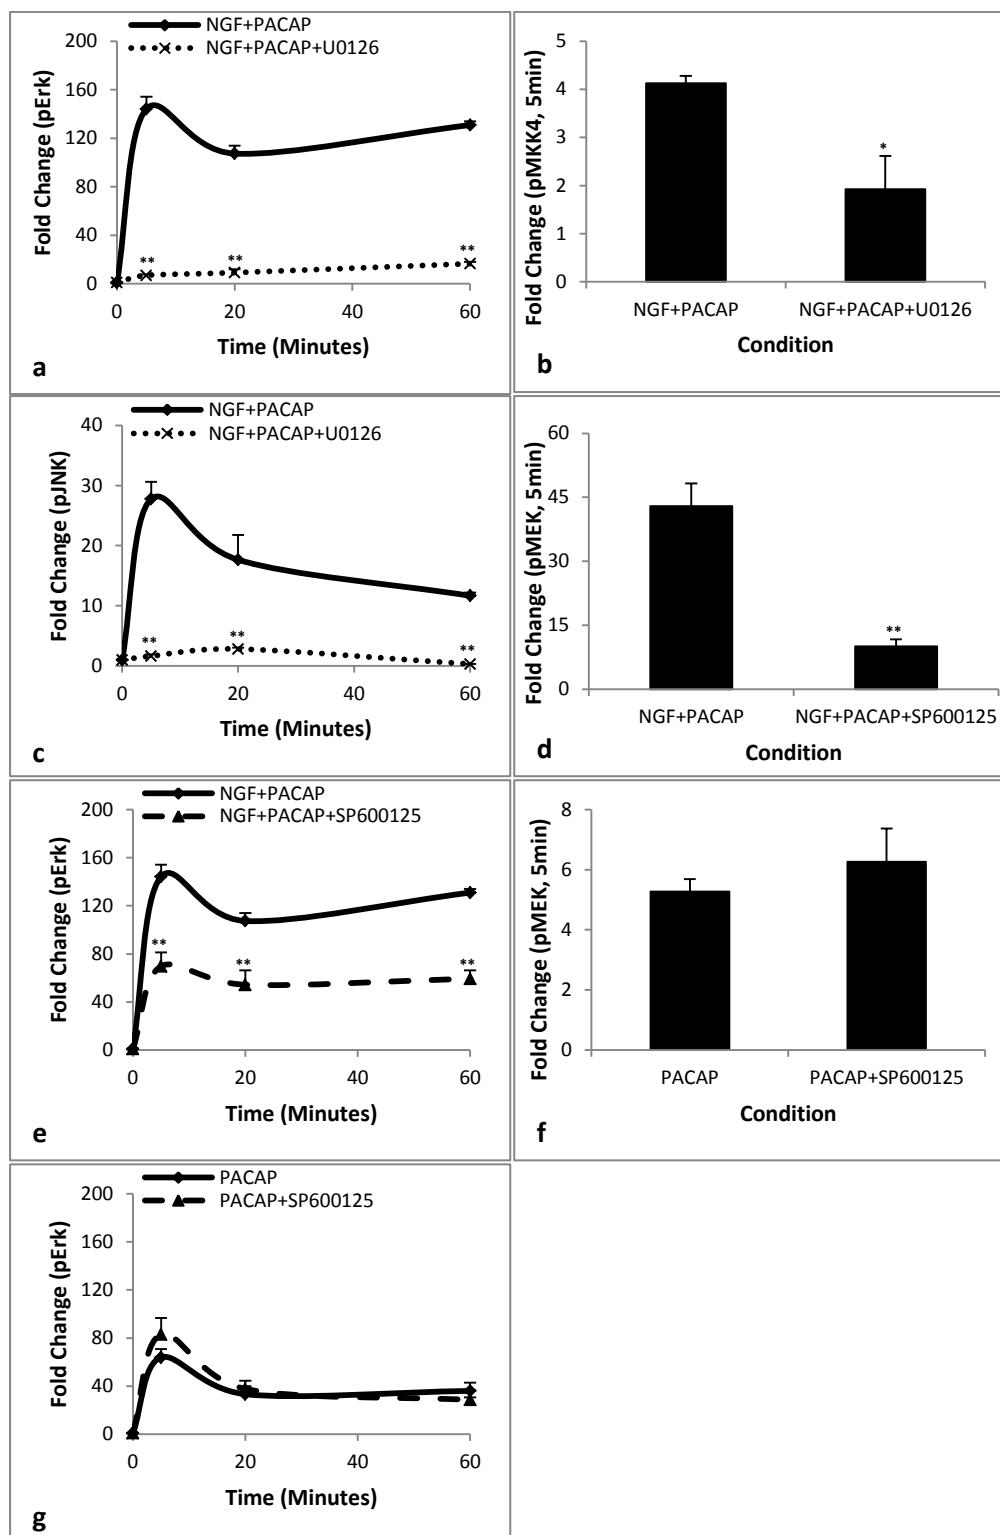 NGF+PACAP
NGF+PACAP+U0126
200
160
120
80
40
0
Fold Change (pErk)
**
**
**
0
20
40
60
Time (Minutes)
a
5
4
3
2
1
0
Fold Change (pMKK4, 5min)
*
NGF+PACAP
NGF+PACAP+U0126
Condition
b
NGF+PACAP
NGF+PACAP+U0126
40
30
20
10
0
Fold Change (pJNK)
**
**
**
0
20
40
60
Time (Minutes)
c
60
45
30
15
0
Fold Change (pMEK, 5min)
**
NGF+PACAP
NGF+PACAP+SP600125
Condition
d
NGF+PACAP
NGF+PACAP+SP600125
200
160
120
80
40
0
Fold Change (pErk)
**
**
**
0
20
40
60
Time (Minutes)
e
8
6
4
2
0
Fold Change (pMEK, 5min)
PACAP
PACAP+SP600125
Condition
f
PACAP
PACAP+SP600125
200
160
120
80
40
0
Fold Change (pErk)
0
20
40
60
Time (Minutes)
g